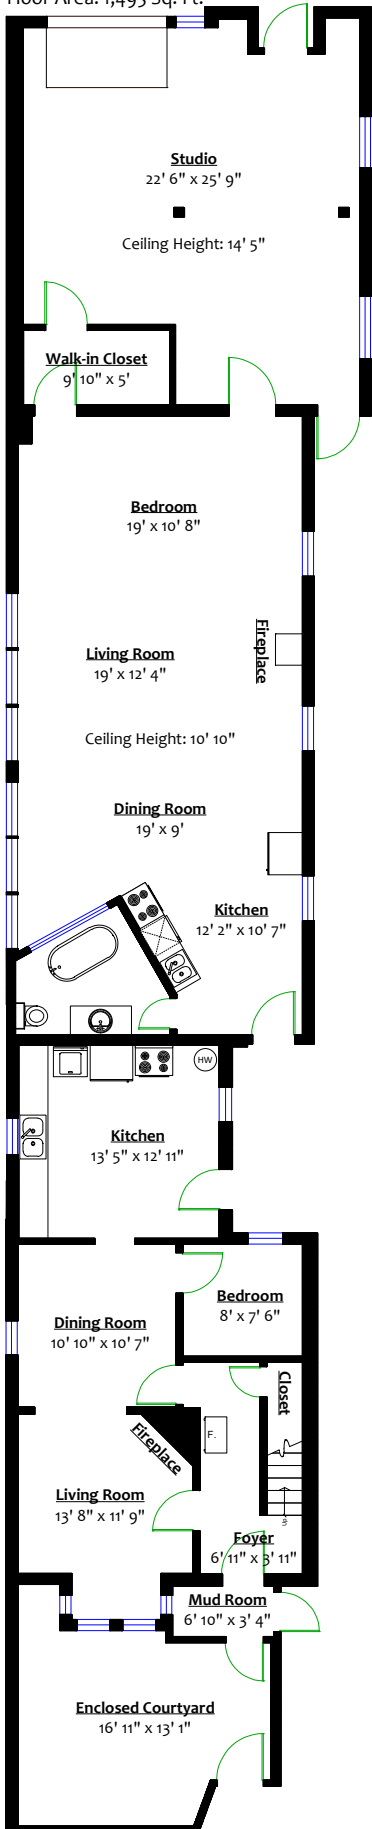 Floor Area: 1,493 Sq. Ft.
Studio
22' 6" x 25' 9"
Ceiling Height: 14' 5"
Walk-in Closet
9' 10" x 5'
Bedroom
19' x 10' 8"
Fireplace
Living Room
19' x 12' 4"
Ceiling Height: 10' 10"
Dining Room
19' x 9'
Kitchen
12' 2" x 10' 7"
HW
Kitchen
13' 5" x 12' 11"
Bedroom
8' x 7' 6"
Dining Room
10' 10" x 10' 7"
Closet
Fireplace
F.
Living Room
13' 8" x 11' 9"
Foyer
6' 11" x 3' 11"
Mud Room
6' 10" x 3' 4"
Enclosed Courtyard
16' 11" x 13' 1"